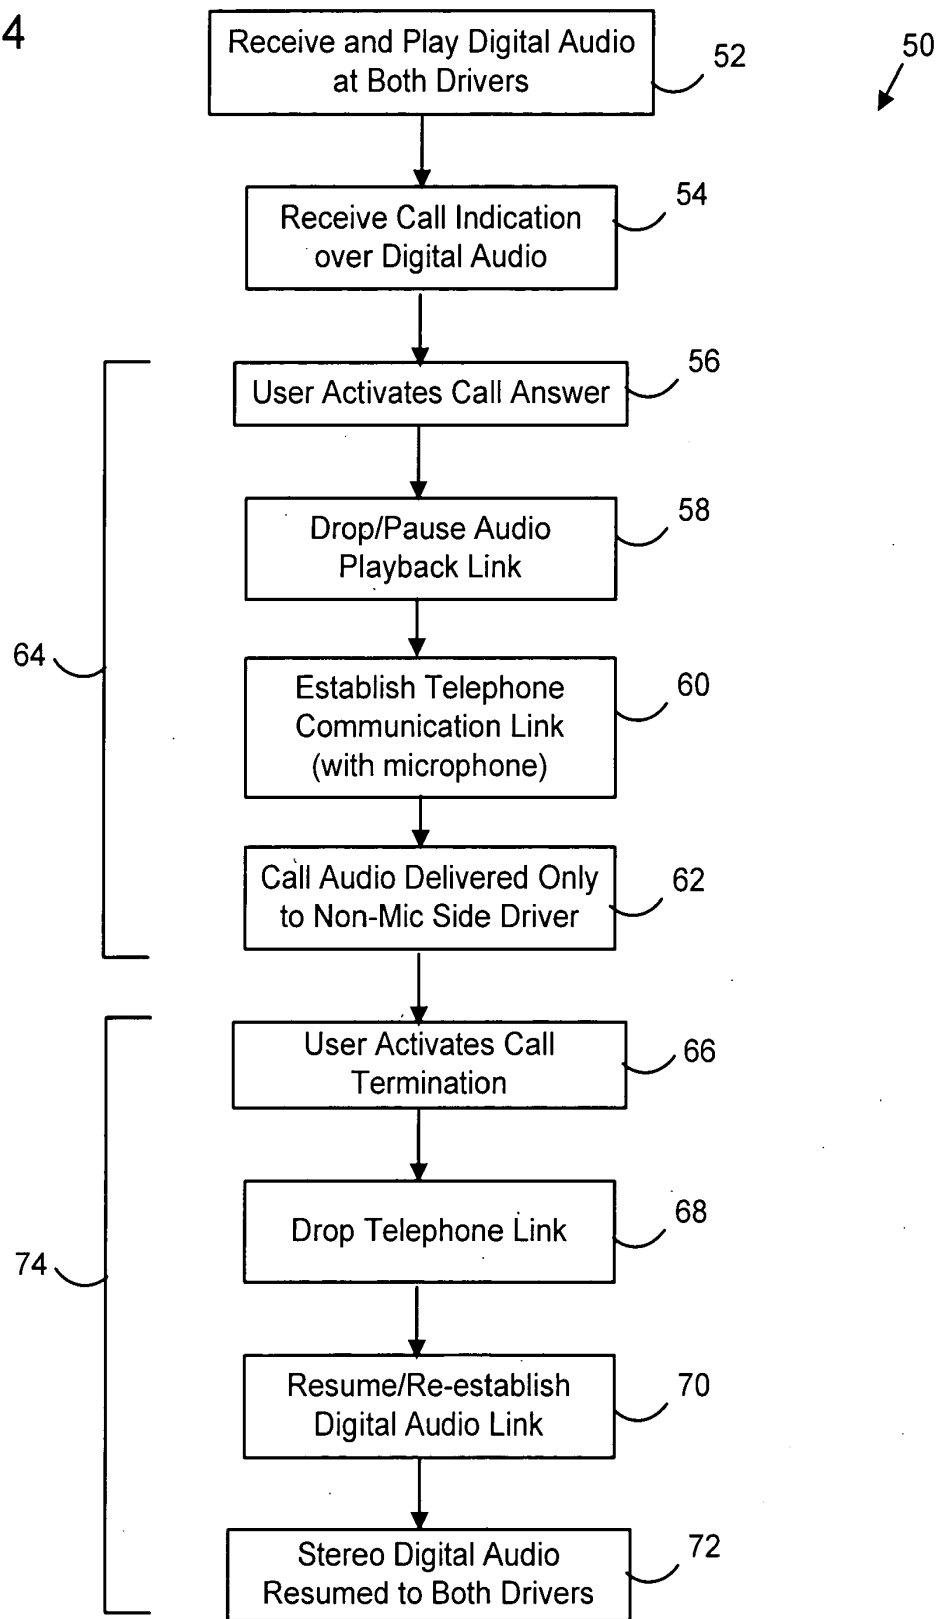 4
50
Receive and Play Digital Audio
at Both Drivers
52
Receive Call Indication
over Digital Audio
54
User Activates Call Answer
56
Drop/Pause Audio
Playback Link
58
64
Establish Telephone
Communication Link
(with microphone)
60
Call Audio Delivered Only
to Non-Mic Side Driver
62
User Activates Call
Termination
66
Drop Telephone Link
68
74
Resume/Re-establish
Digital Audio Link
70
Stereo Digital Audio
Resumed to Both Drivers
72